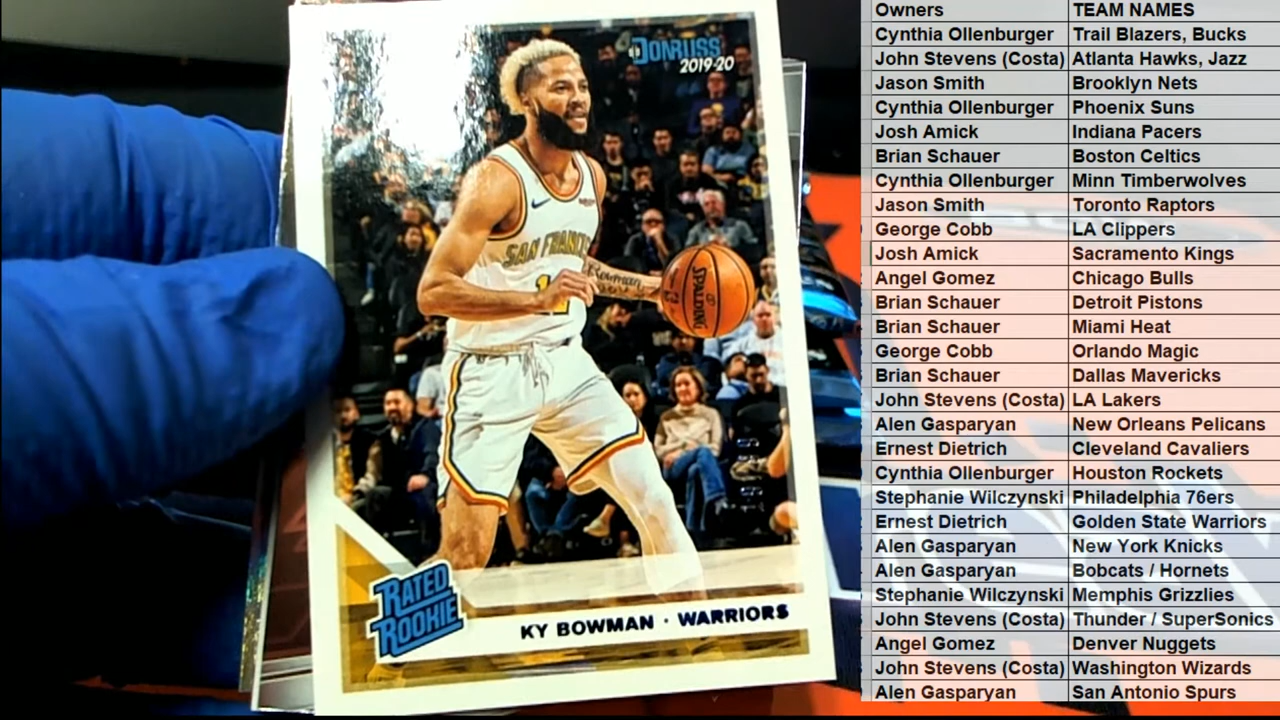 DONRUSS
2019-20
SAN FRANCIS
Bowman
SPALDING
RATED
ROOKIE
KY BOWMAN · WARRIORS
Owners TEAM NAMES
Cynthia Ollenburger Trail Blazers, Bucks
John Stevens (Costa) Atlanta Hawks, Jazz
Jason Smith Brooklyn Nets
Cynthia Ollenburger Phoenix Suns
Josh Amick Indiana Pacers
Brian Schauer Boston Celtics
Cynthia Ollenburger Minn Timberwolves
Jason Smith Toronto Raptors
George Cobb LA Clippers
Josh Amick Sacramento Kings
Angel Gomez Chicago Bulls
Brian Schauer Detroit Pistons
Brian Schauer Miami Heat
George Cobb Orlando Magic
Brian Schauer Dallas Mavericks
John Stevens (Costa) LA Lakers
Alen Gasparyan New Orleans Pelicans
Ernest Dietrich Cleveland Cavaliers
Cynthia Ollenburger Houston Rockets
Stephanie Wilczynski Philadelphia 76ers
Ernest Dietrich Golden State Warriors
Alen Gasparyan New York Knicks
Alen Gasparyan Bobcats / Hornets
Stephanie Wilczynski Memphis Grizzlies
John Stevens (Costa) Thunder / SuperSonics
Angel Gomez Denver Nuggets
John Stevens (Costa) Washington Wizards
Alen Gasparyan San Antonio Spurs